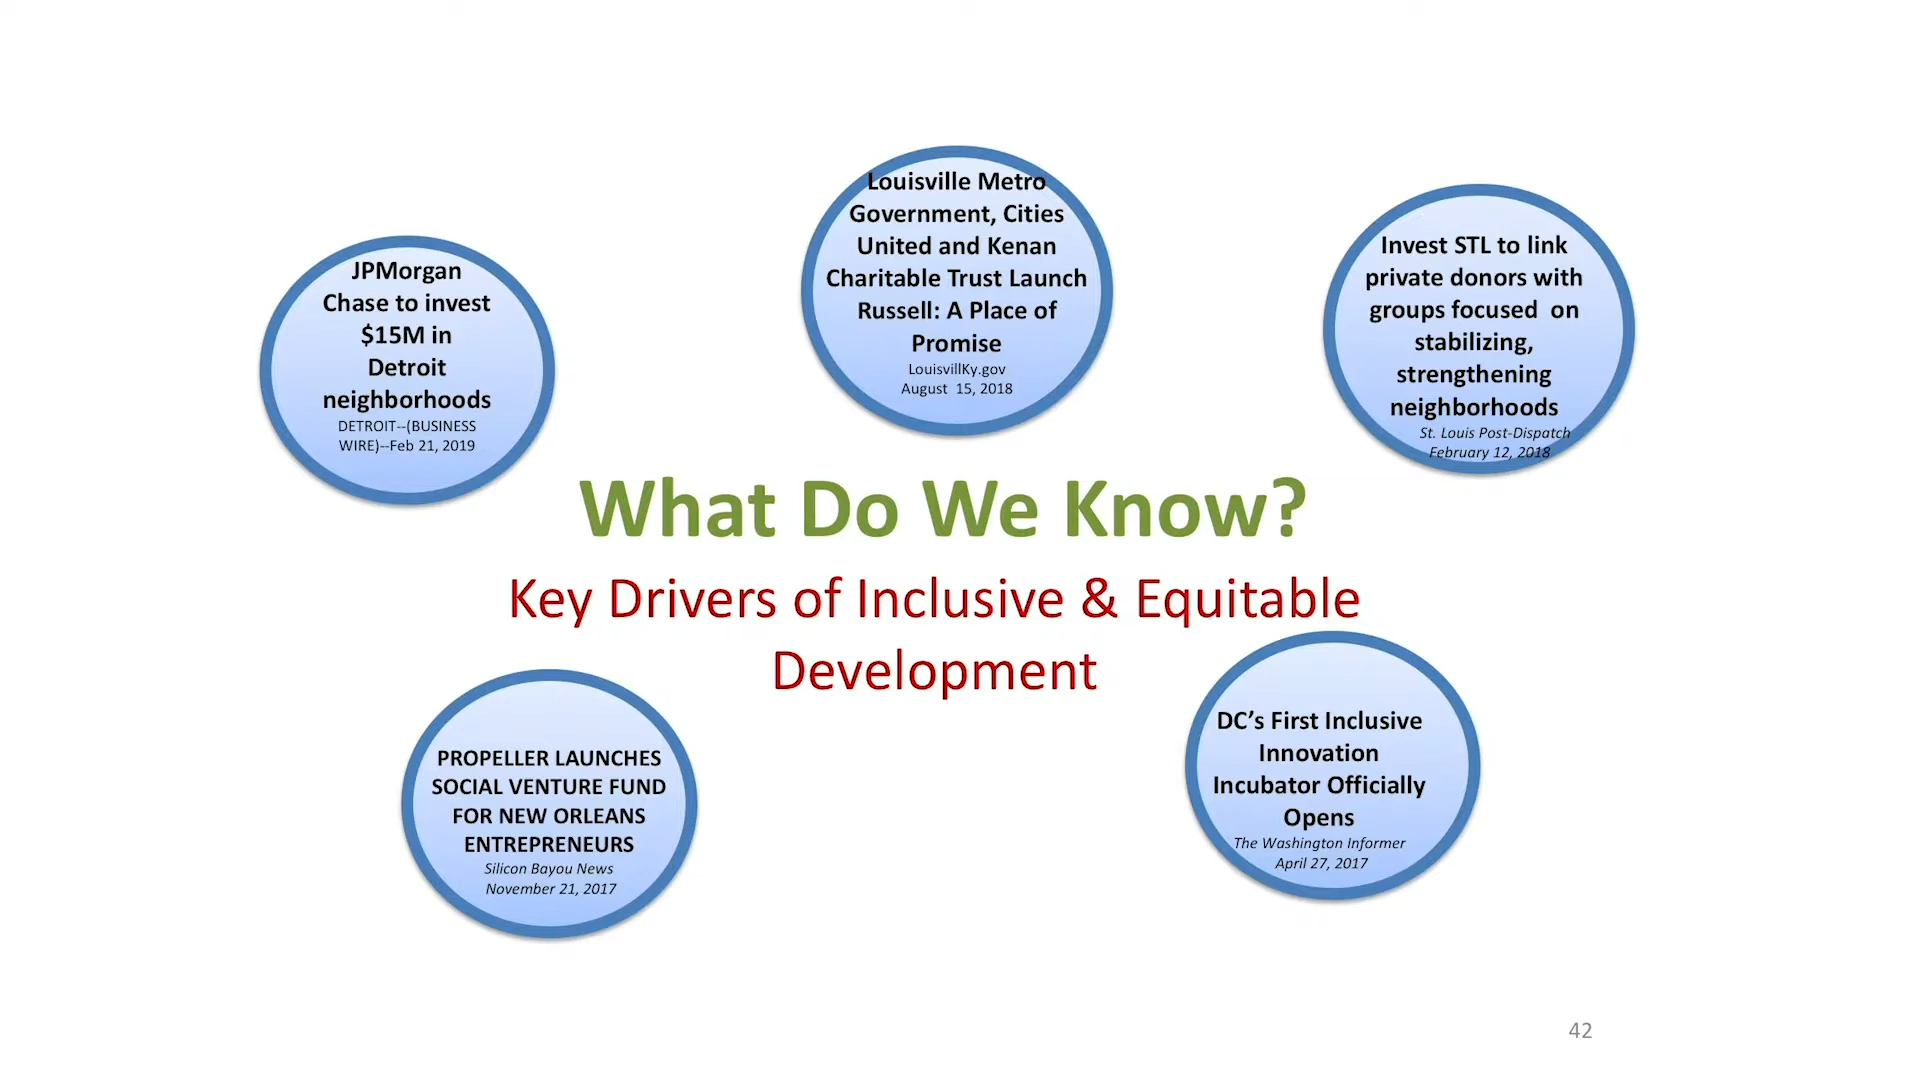 Louisville Metro
Government, Cities
United and Kenan
Charitable Trust Launch
Russell: A Place of
Promise
LouisvillKy.gov
August 15, 2018
Invest STL to link
private donors with
groups focused on
stabilizing,
strengthening
neighborhoods
St. Louis Post-Dispatch
February 12, 2018
JPMorgan
Chase to invest
$15M in
Detroit
neighborhoods
DETROIT--(BUSINESS
WIRE)--Feb 21, 2019
What Do We Know?
Key Drivers of Inclusive & Equitable
Development
PROPELLER LAUNCHES
SOCIAL VENTURE FUND
FOR NEW ORLEANS
ENTREPRENEURS
Silicon Bayou News
November 21, 2017
DC’s First Inclusive
Innovation
Incubator Officially
Opens
The Washington Informer
April 27, 2017
42